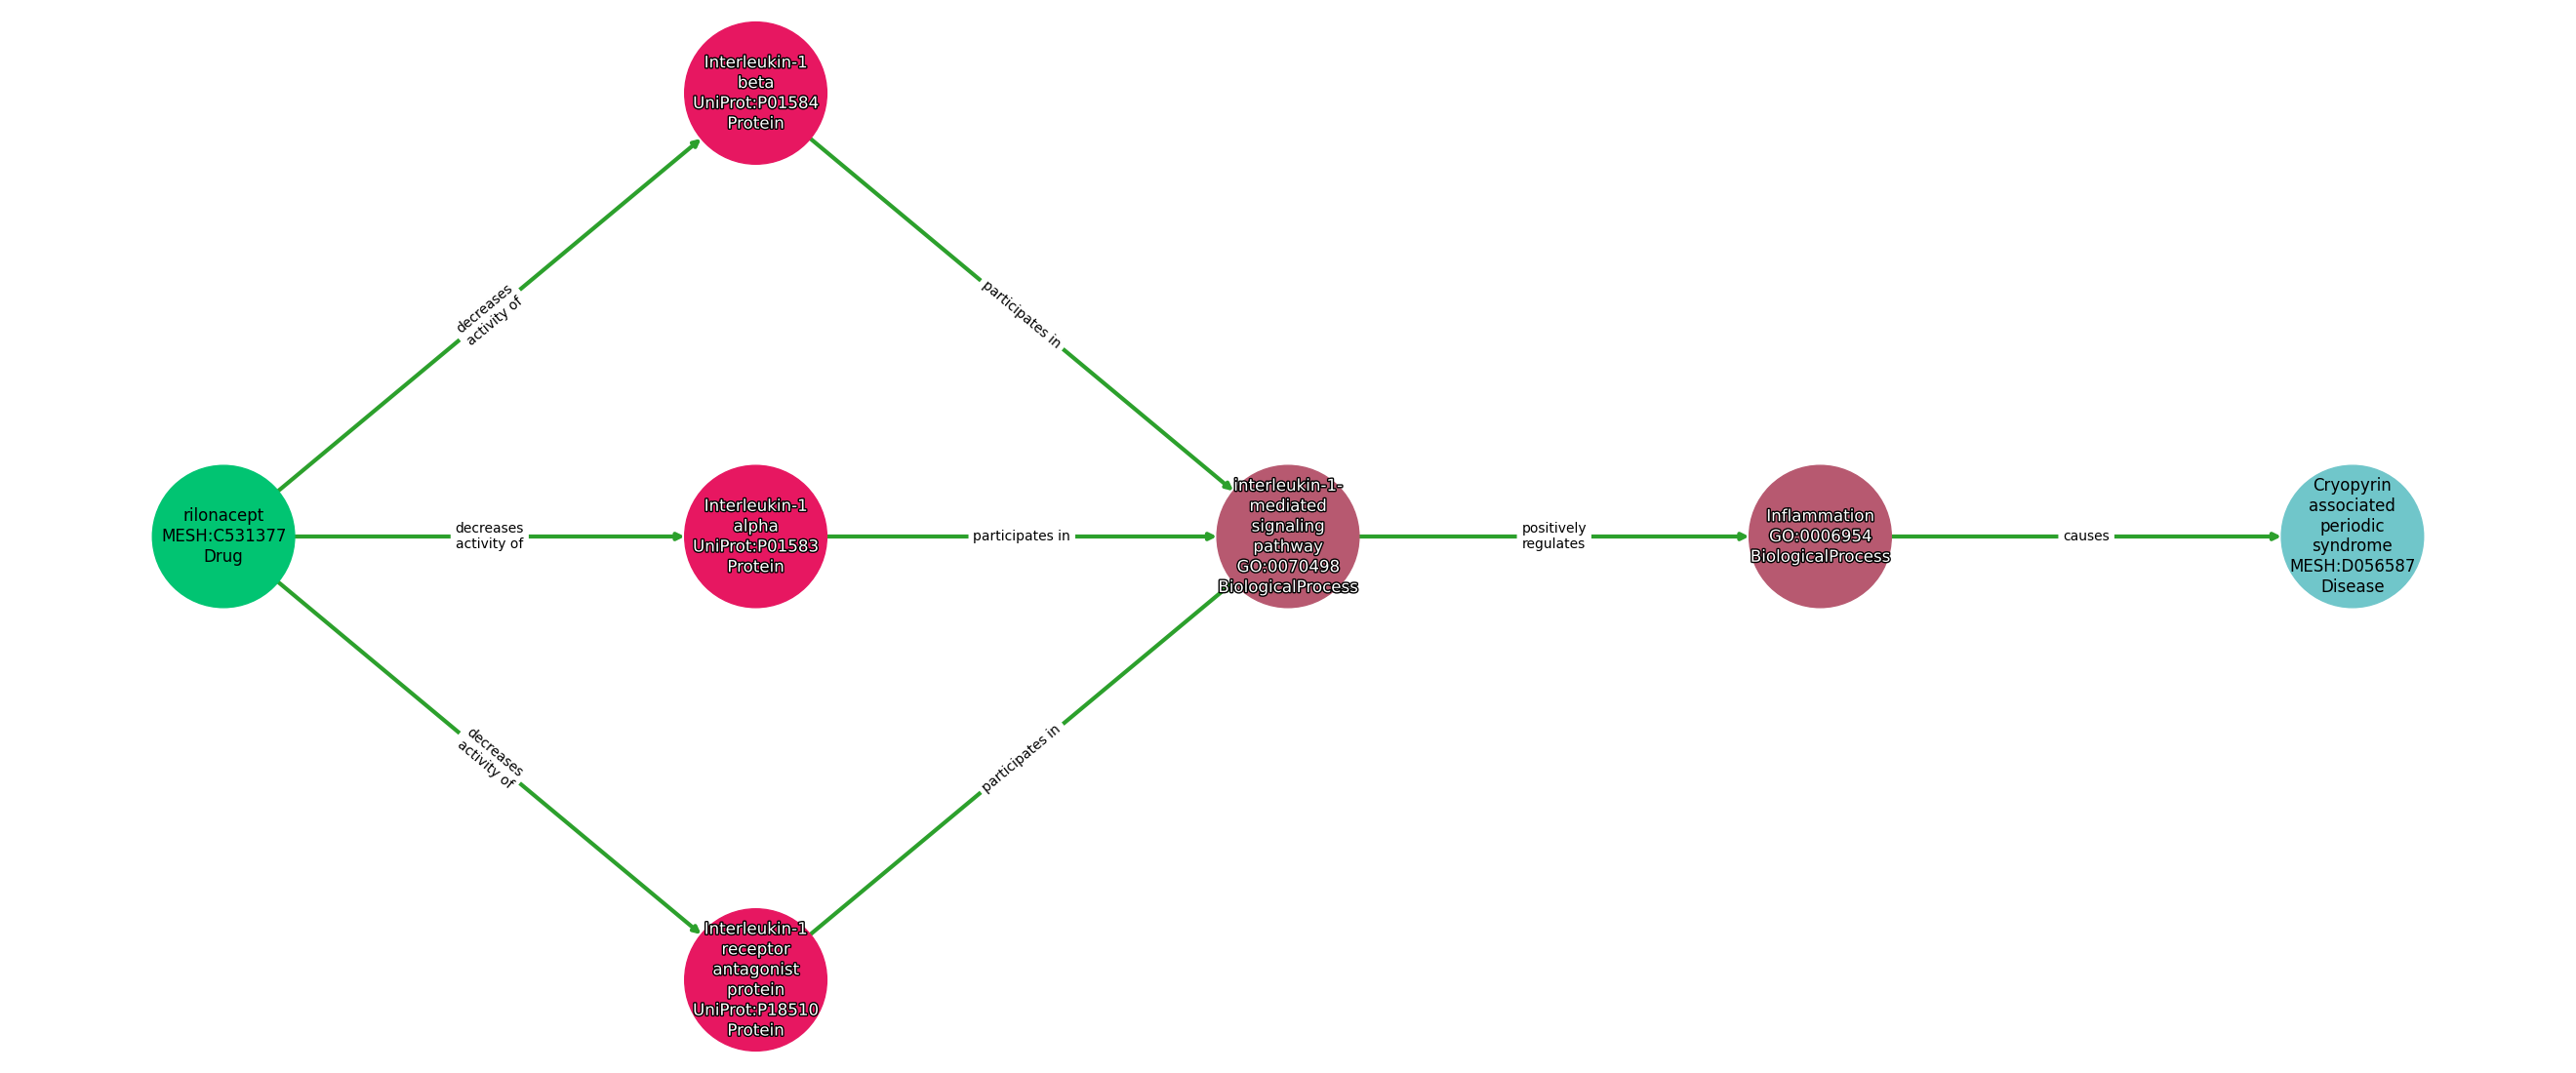 Interleukin-1
beta
UniProt:P01584
Protein
decreases
activity of
participates in
rilonacept
MESH:C531377
Drug
decreases
activity of
Interleukin-1
alpha
UniProt:P01583
Protein
participates in
interleukin-1-
mediated
signaling
pathway
GO:0070498
BiologicalProcess
positively
regulates
Inflammation
GO:0006954
BiologicalProcess
causes
Cryopyrin
associated
periodic
syndrome
MESH:D056587
Disease
decreases
activity of
participates in
Interleukin-1
receptor
antagonist
protein
UniProt:P18510
Protein